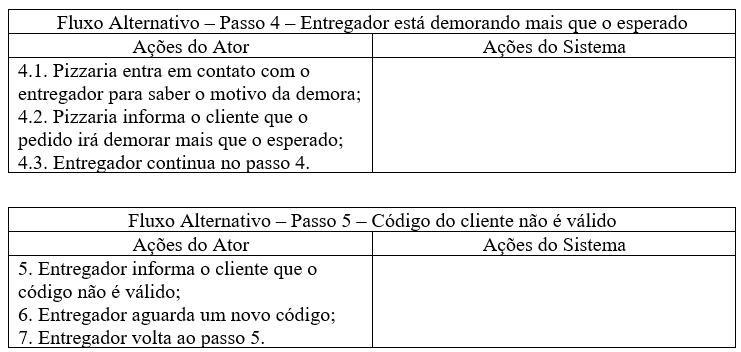 Fluxo Alternativo – Passo 4 – Entregador está demorando mais que o esperado
Ações do Ator
Ações do Sistema
4.1. Pizzaria entra em contato com o
entregador para saber o motivo da demora;
4.2. Pizzaria informa o cliente que o
pedido irá demorar mais que o esperado;
4.3. Entregador continua no passo 4.
Fluxo Alternativo – Passo 5 – Código do cliente não é válido
Ações do Ator
Ações do Sistema
5. Entregador informa o cliente que o
código não é válido;
6. Entregador aguarda um novo código;
7. Entregador volta ao passo 5.